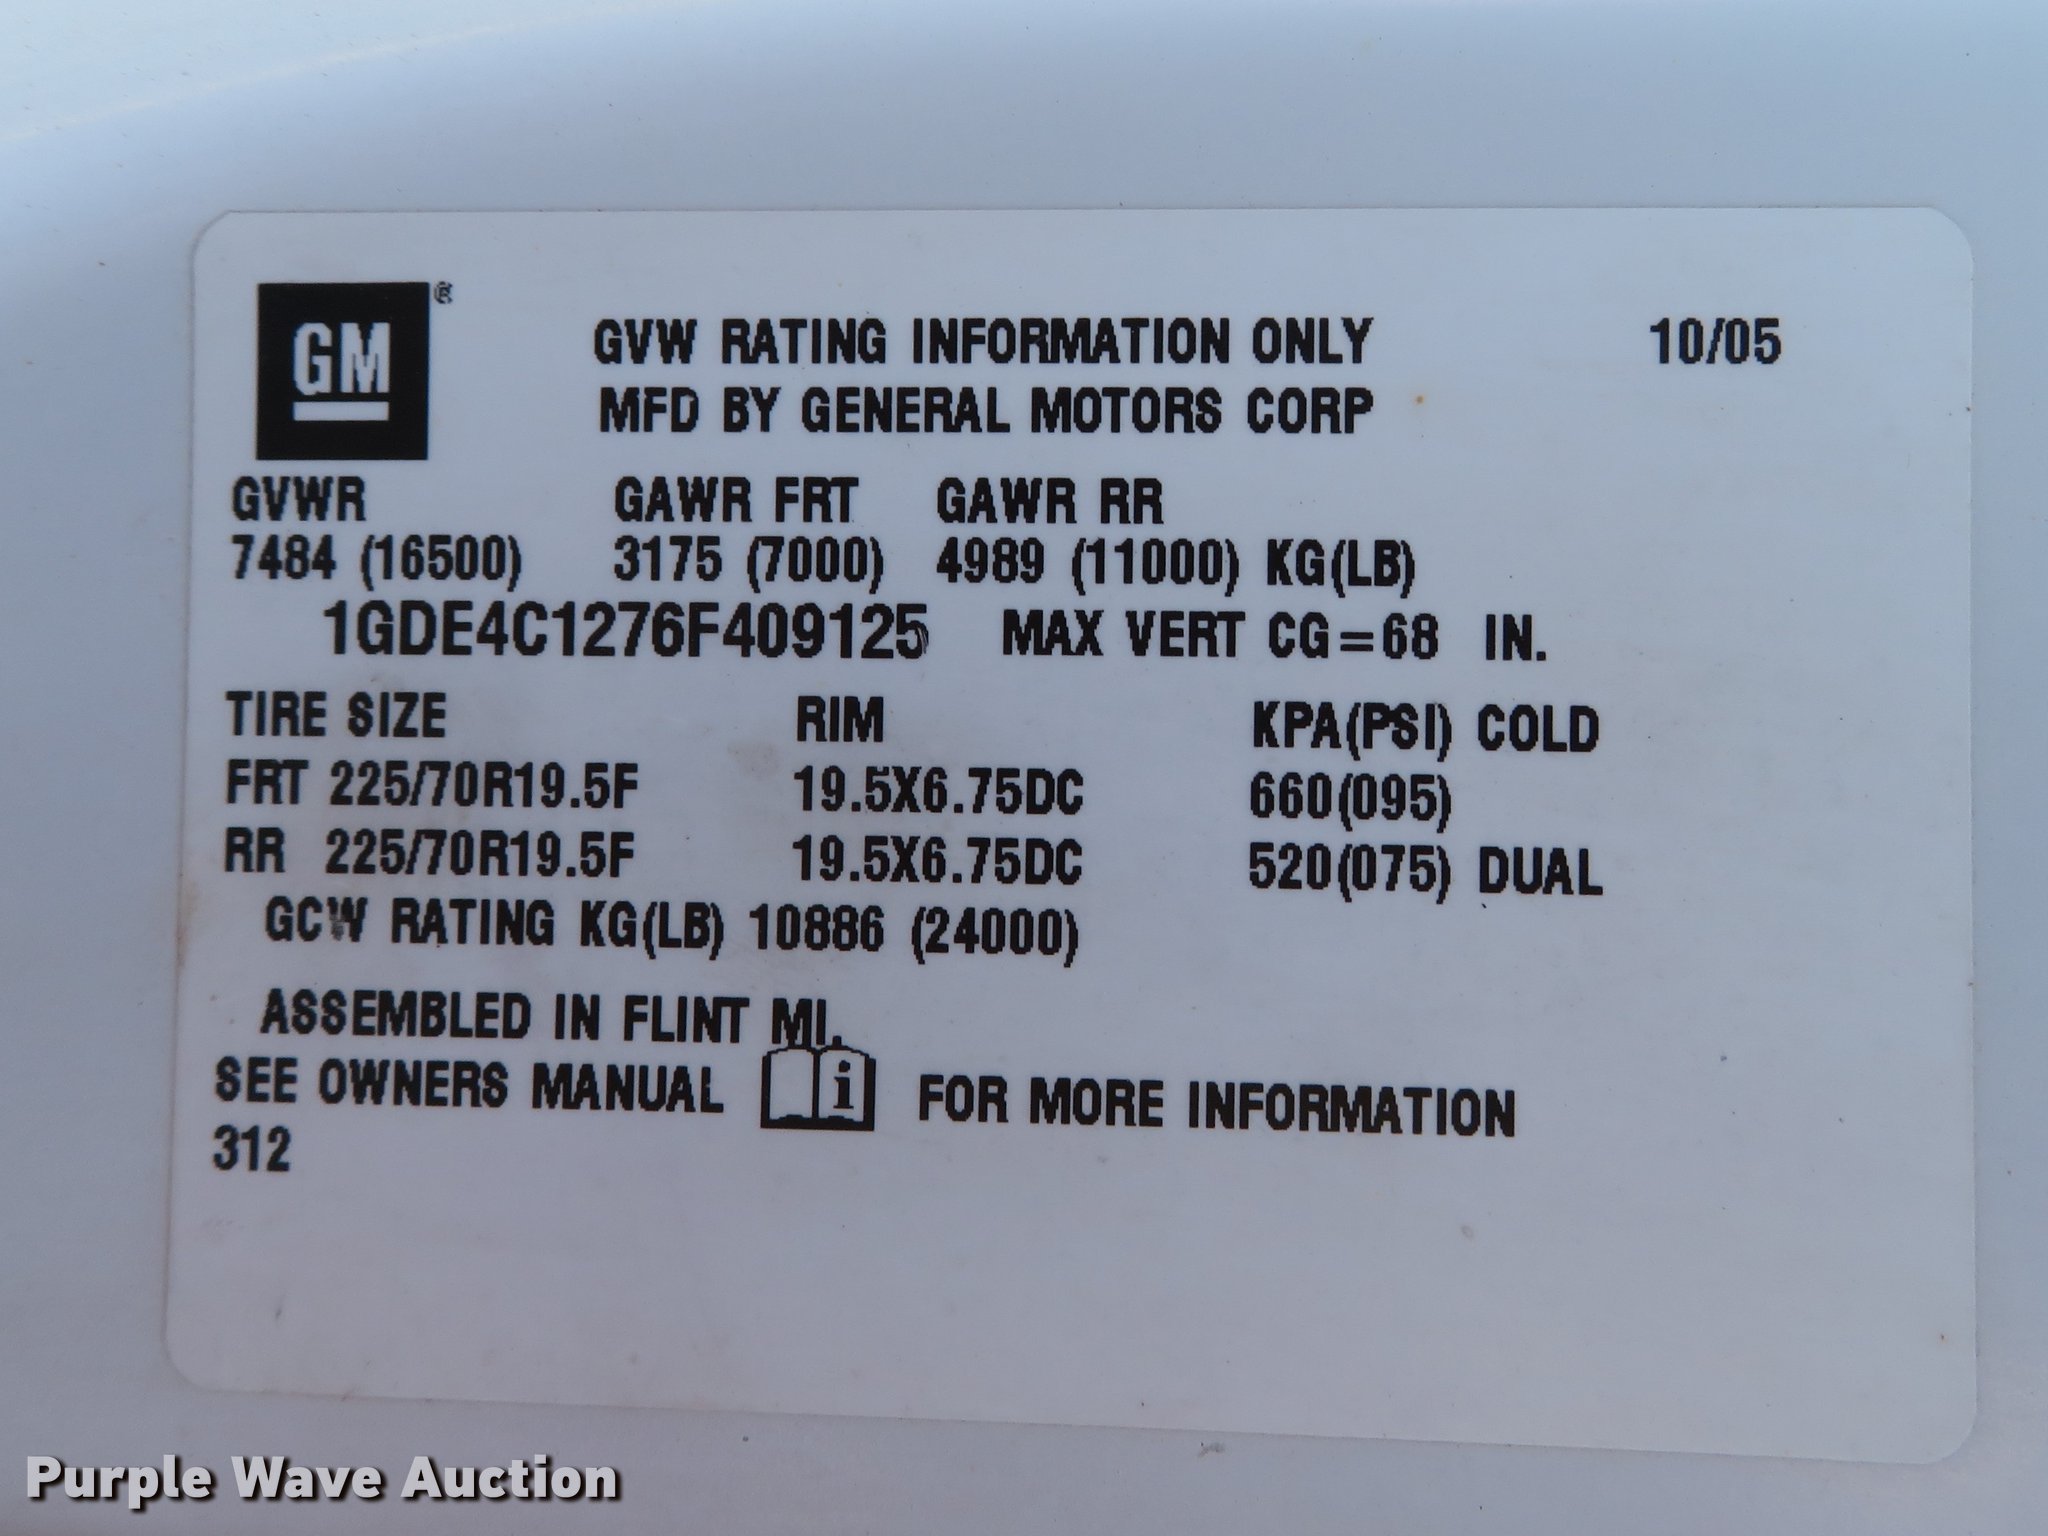 GM®
GVW RATING INFORMATION ONLY 10/05
MFD BY GENERAL MOTORS CORP
GVWR GAWR FRT GAWR RR
7484 (16500) 3175 (7000) 4989 (11000) KG(LB)
1GDE4C1276F409125 MAX VERT CG=68 IN.
TIRE SIZE RIM KPA(PSI) COLD
FRT 225/70R19.5F 19.5X6.75DC 660(095)
RR 225/70R19.5F 19.5X6.75DC 520(075) DUAL
GCW RATING KG(LB) 10886 (24000)
ASSEMBLED IN FLINT MI.
SEE OWNERS MANUAL i FOR MORE INFORMATION
312
Purple Wave Auction